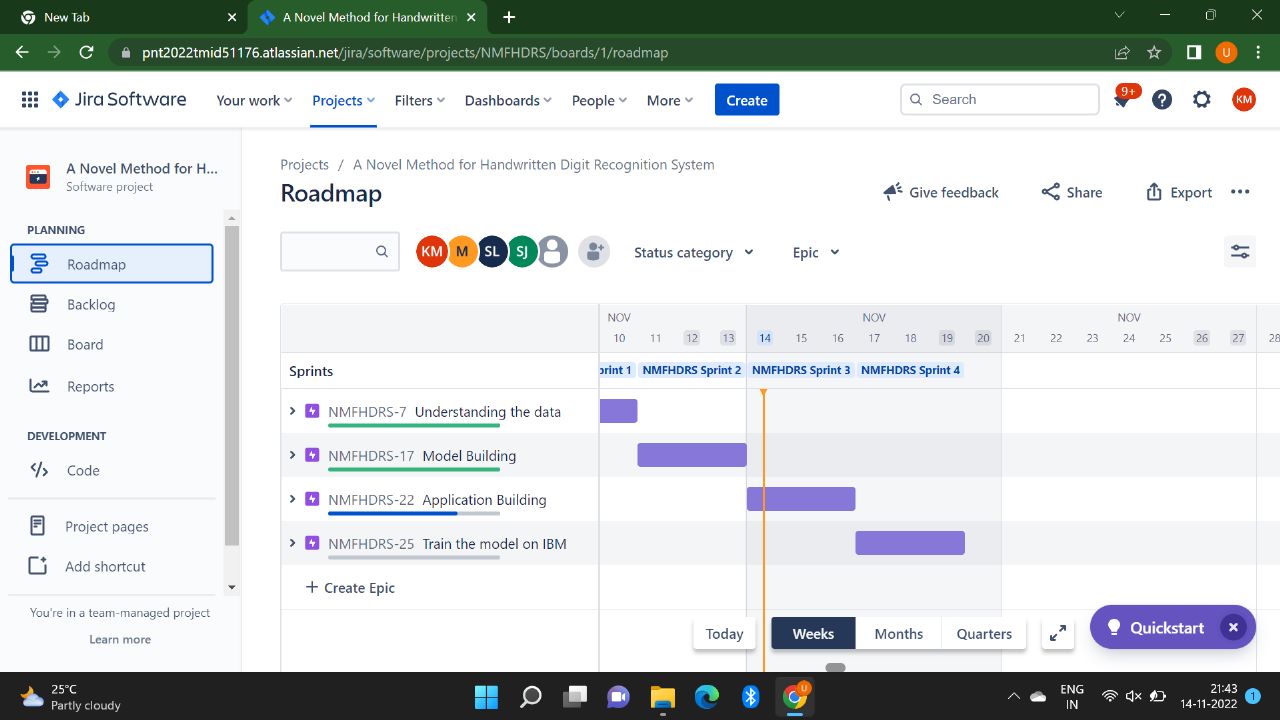 New Tab
A Novel Method for Handwritten
pnt2022tmid51176.atlassian.net/jira/software/projects/NMFHDRS/boards/1/roadmap
U
Jira Software
Your work
Projects
Filters
Dashboards
People
More
Create
Search
9+
KM
A Novel Method for H...
Software project
PLANNING
Roadmap
Backlog
Board
Reports
DEVELOPMENT
Code
Project pages
Add shortcut
You're in a team-managed project
Learn more
Projects / A Novel Method for Handwritten Digit Recognition System
Roadmap
Give feedback
Share
Export
KM M SL SJ
Status category
Epic
NOV NOV NOV
10 11 12 13 14 15 16 17 18 19 20 21 22 23 24 25 26 27 28
Sprints
rint 1 NMFHDRS Sprint 2 NMFHDRS Sprint 3 NMFHDRS Sprint 4
NMFHDRS-7 Understanding the data
NMFHDRS-17 Model Building
NMFHDRS-22 Application Building
NMFHDRS-25 Train the model on IBM
+ Create Epic
Today
Weeks
Months
Quarters
Quickstart
25°C
Partly cloudy
U
ENG
IN
21:43
14-11-2022
1